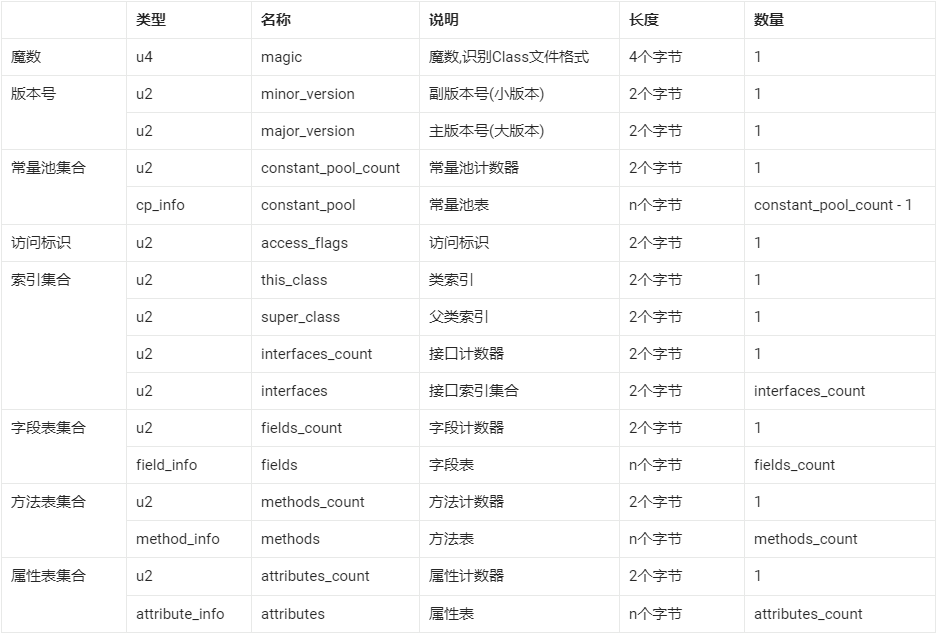 类型 名称 说明 长度 数量
魔数 u4 magic 魔数,识别Class文件格式 4个字节 1
版本号 u2 minor_version 副版本号(小版本) 2个字节 1
u2 major_version 主版本号(大版本) 2个字节 1
常量池集合 u2 constant_pool_count 常量池计数器 2个字节 1
cp_info constant_pool 常量池表 n个字节 constant_pool_count - 1
访问标识 u2 access_flags 访问标识 2个字节 1
索引集合 u2 this_class 类索引 2个字节 1
u2 super_class 父类索引 2个字节 1
u2 interfaces_count 接口计数器 2个字节 1
u2 interfaces 接口索引集合 2个字节 interfaces_count
字段表集合 u2 fields_count 字段计数器 2个字节 1
field_info fields 字段表 n个字节 fields_count
方法表集合 u2 methods_count 方法计数器 2个字节 1
method_info methods 方法表 n个字节 methods_count
属性表集合 u2 attributes_count 属性计数器 2个字节 1
attribute_info attributes 属性表 n个字节 attributes_count